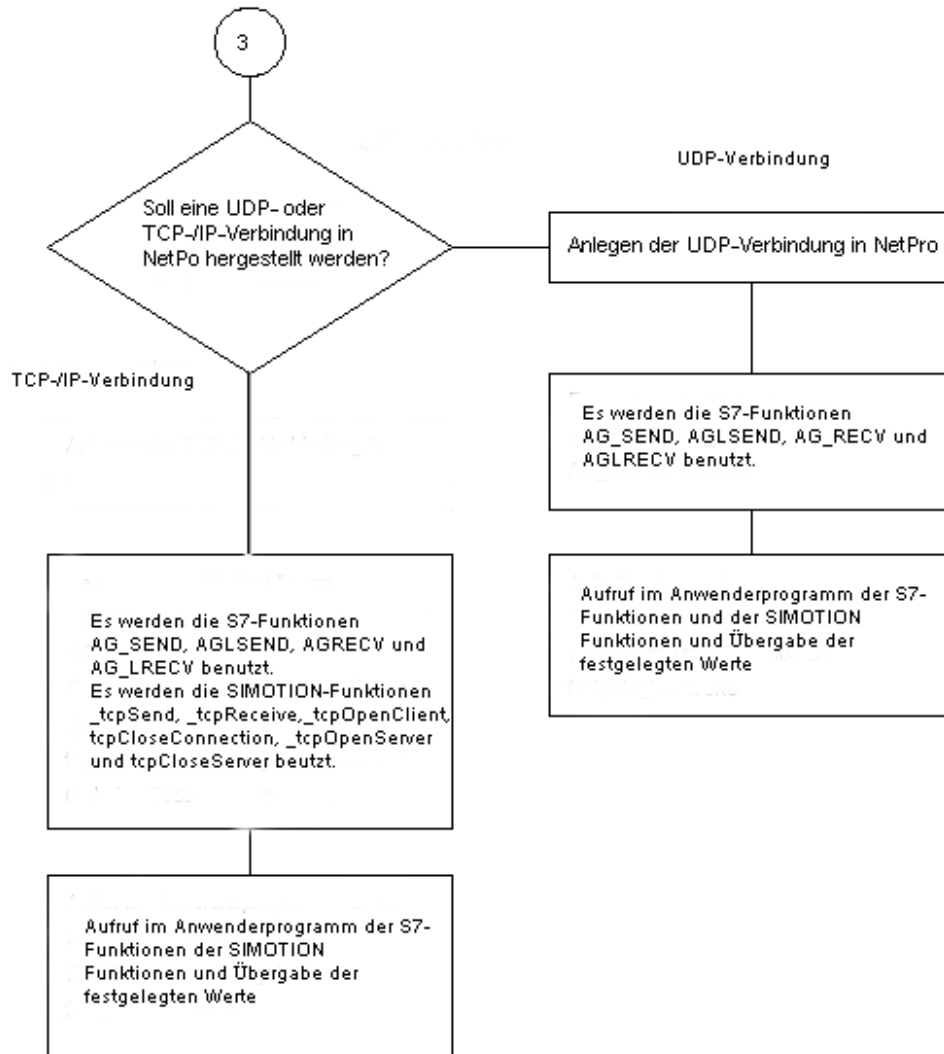 3
Soll eine UDP- oder
TCP-/IP-Verbindung in
NetPo hergestellt werden?
UDP-Verbindung
Anlegen der UDP-Verbindung in NetPro
Es werden die S7-Funktionen
AG_SEND, AGLSEND, AG_RECV und
AGLRECV benutzt.
Aufruf im Anwenderprogramm der S7-
Funktionen und der SIMOTION
Funktionen und Übergabe der
festgelegten Werte
TCP-/IP-Verbindung
Es werden die S7-Funktionen
AG_SEND, AGLSEND, AGRECV und
AG_LRECV benutzt.
Es werden die SIMOTION-Funktionen
_tcpSend, _tcpReceive,_tcpOpenClient,
tcpCloseConnection, _tcpOpenServer
und tcpCloseServer beutzt.
Aufruf im Anwenderprogramm der S7-
Funktionen der SIMOTION
Funktionen und Übergabe der
festgelegten Werte